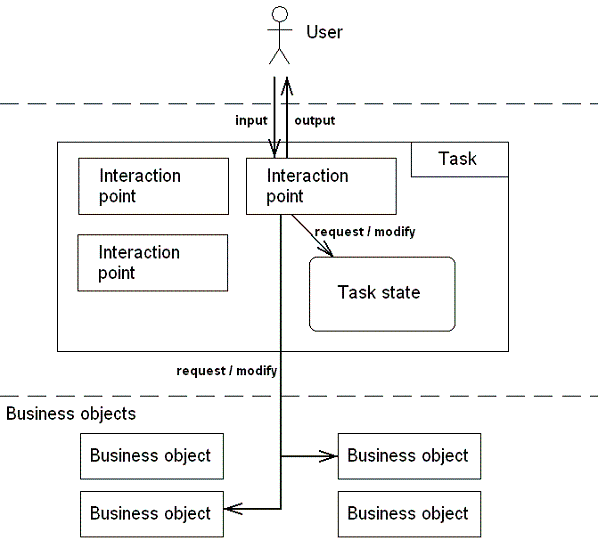 User
input
output
Task
Interaction
point
Interaction
point
request / modify
Interaction
point
Task state
request / modify
Business objects
Business object
Business object
Business object
Business object